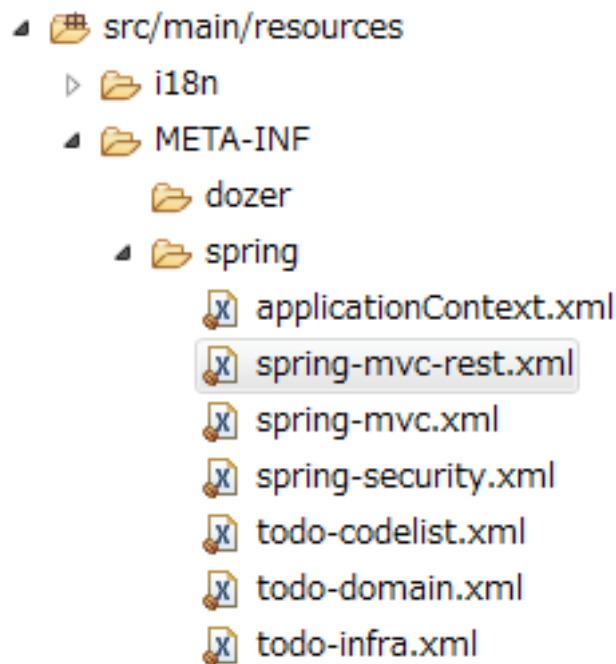 src/main/resources
i18n
META-INF
dozer
spring
applicationContext.xml
spring-mvc-rest.xml
spring-mvc.xml
spring-security.xml
todo-codelist.xml
todo-domain.xml
todo-infra.xml